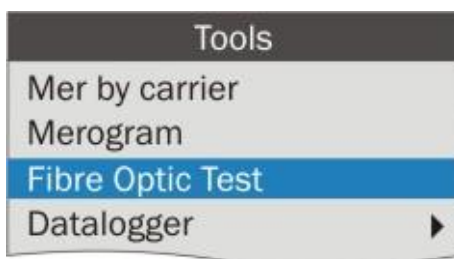 Tools
Mer by carrier
Merogram
Fibre Optic Test
Datalogger